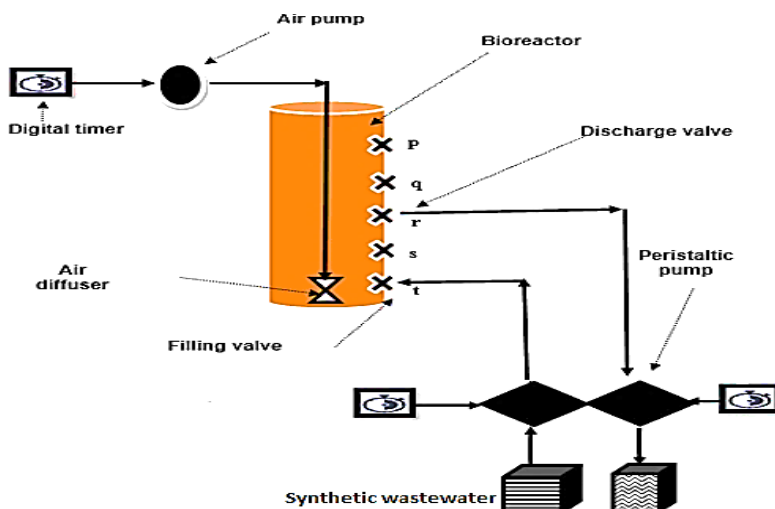 Air pump
Bioreactor
Digital timer
Discharge valve
P
q
r
s
t
Air
diffuser
Peristaltic
pump
Filling valve
Synthetic wastewater